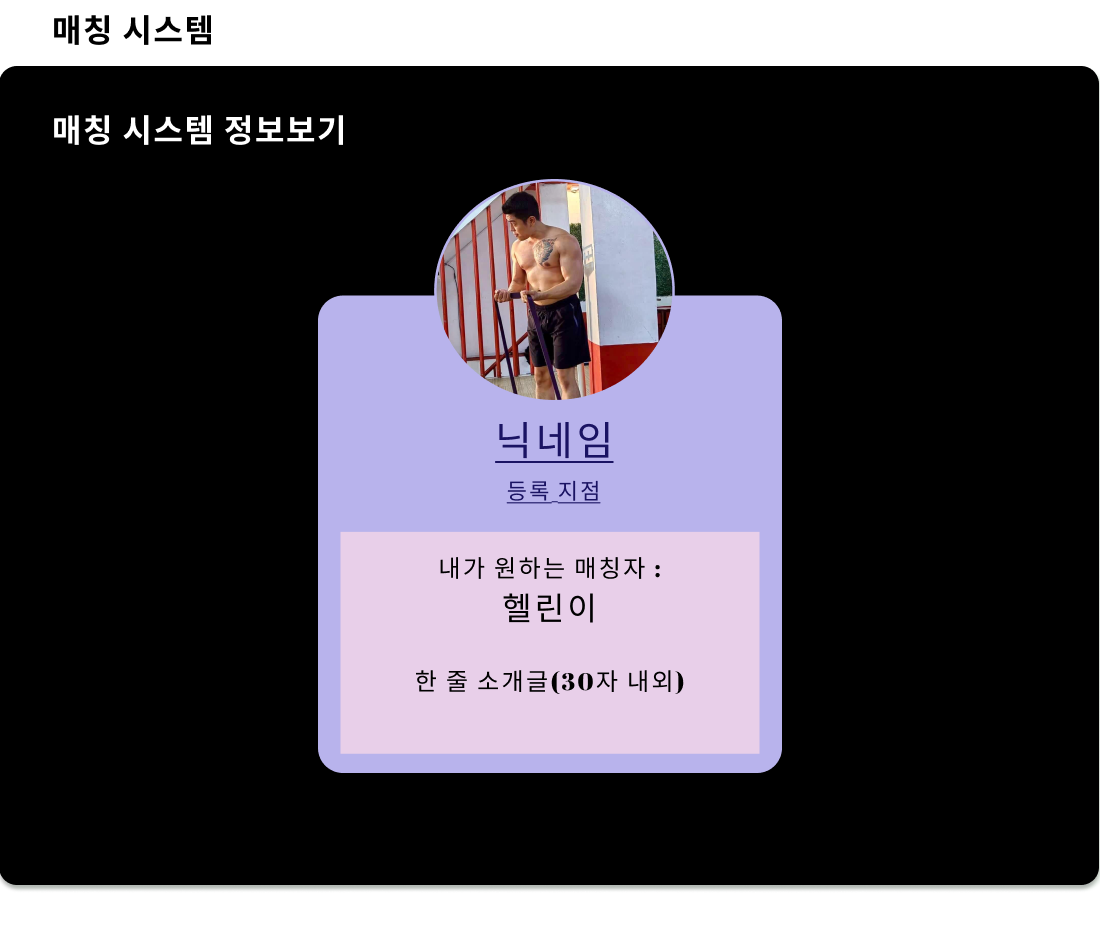 매칭 시스템
매칭 시스템 정보보기
닉네임
등록 지점
내가 원하는 매칭자 :
헬린이
한 줄 소개글(30자 내외)